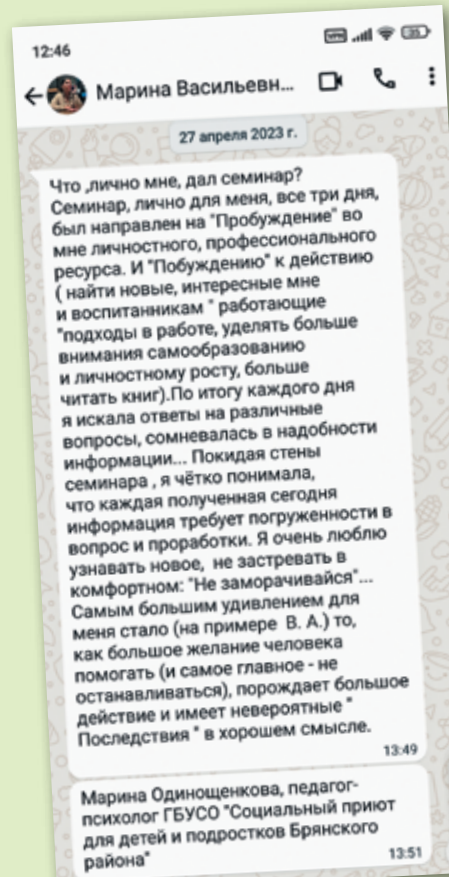 12:46
VPN
35
Марина Васильевн...
27 апреля 2023 г.
Что ,лично мне, дал семинар?
Семинар, лично для меня, все три дня,
был направлен на "Пробуждение" во
мне личностного, профессионального
ресурса. И "Побуждению" к действию
( найти новые, интересные мне
и воспитанникам " работающие
"подходы в работе, уделять больше
внимания самообразованию
и личностному росту, больше
читать книг).По итогу каждого дня
я искала ответы на различные
вопросы, сомневалась в надобности
информации... Покидая стены
семинара , я чётко понимала,
что каждая полученная сегодня
информация требует погруженности в
вопрос и проработки. Я очень люблю
узнавать новое,  не застревать в
комфортном: "Не заморачивайся"...
Самым большим удивлением для
меня стало (на примере  В. А.) то,
как большое желание человека
помогать (и самое главное - не
останавливаться), порождает большое
действие и имеет невероятные "
Последствия " в хорошем смысле.
13:49
Марина Одинощенкова, педагог-
психолог ГБУСО "Социальный приют
для детей и подростков Брянского
района"
13:51